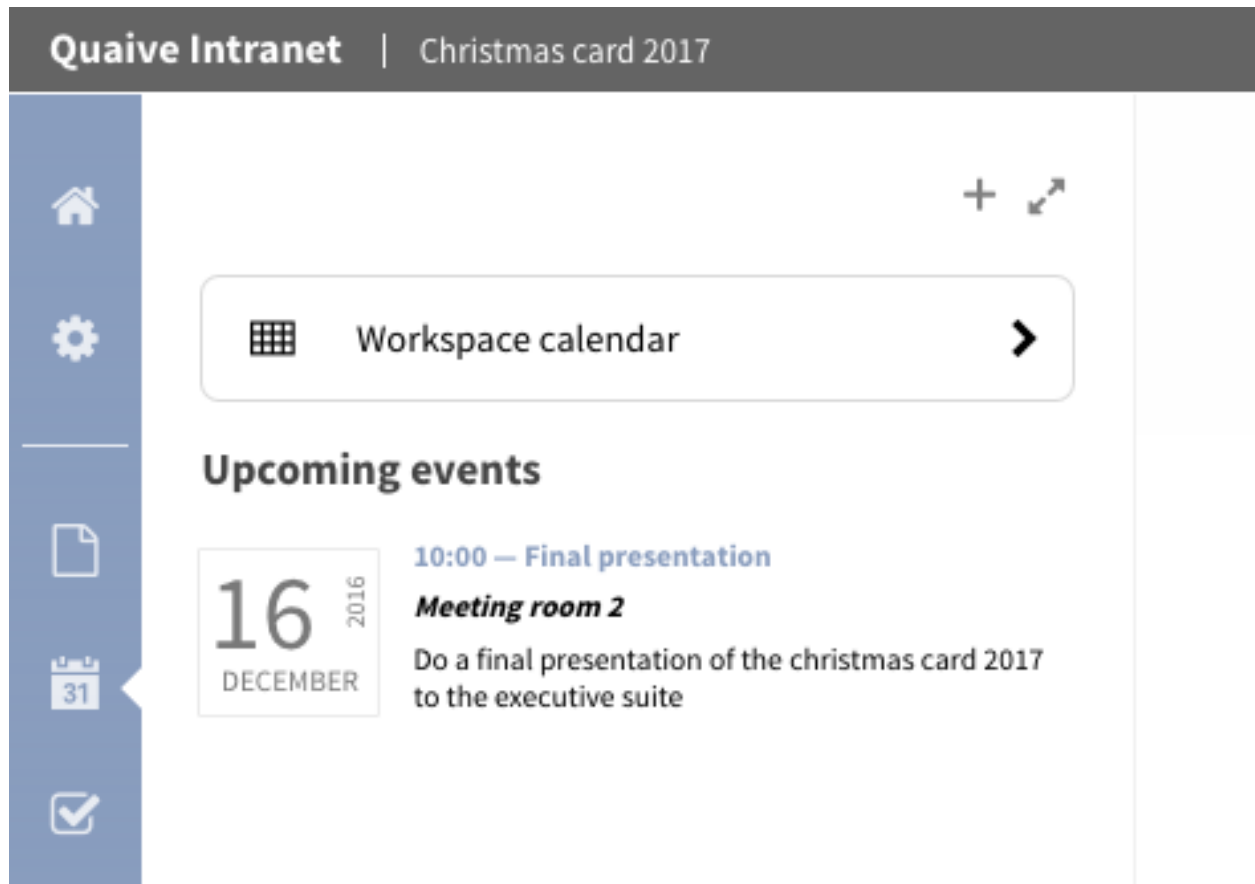 Quaive Intranet | Christmas card 2017
Workspace calendar
Upcoming events
16
2016
DECEMBER
10:00 — Final presentation
Meeting room 2
Do a final presentation of the christmas card 2017
to the executive suite
31